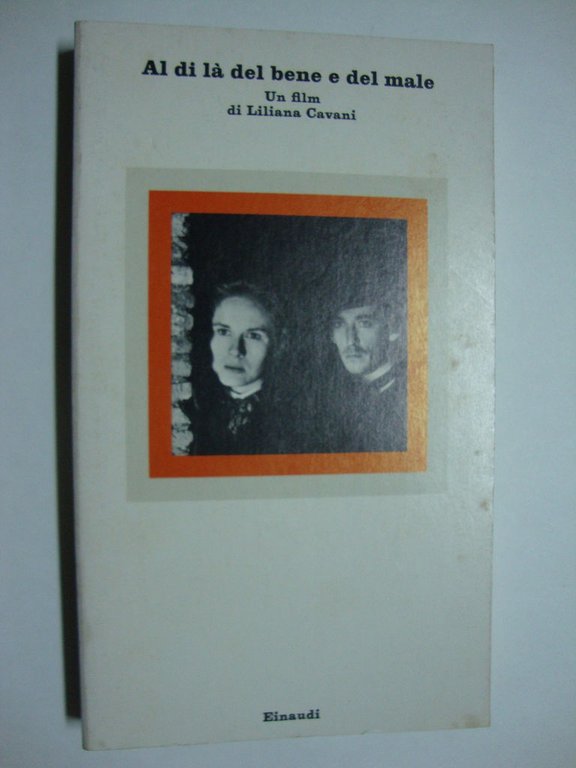 Al di là del bene e del male
Un film
di Liliana Cavani
Einaudi